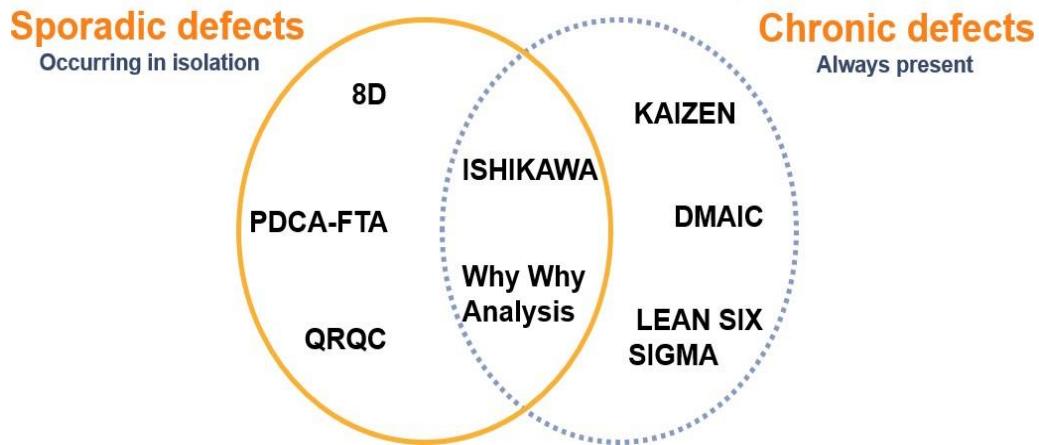 Sporadic defects
Occurring in isolation
Chronic defects
Always present
8D
PDCA-FTA
QRQC
ISHIKAWA
Why Why
Analysis
KAIZEN
DMAIC
LEAN SIX
SIGMA